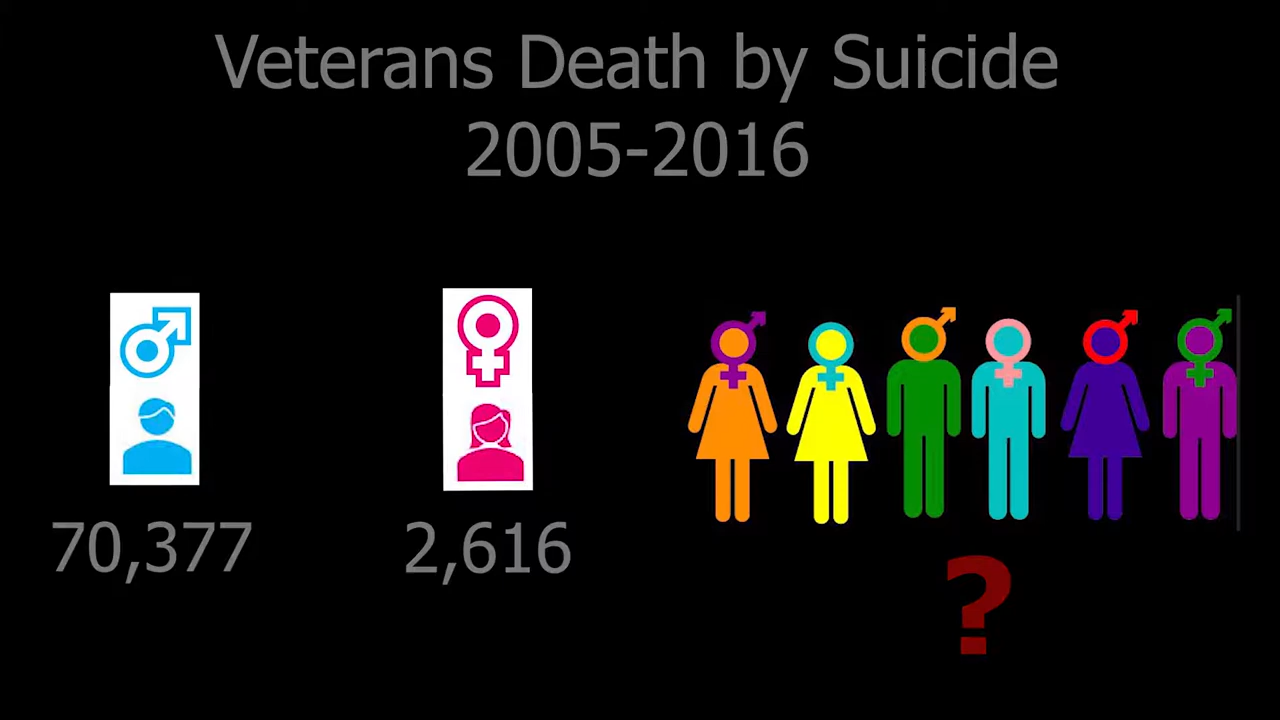 Veterans Death by Suicide
2005-2016
70,377
2,616
?